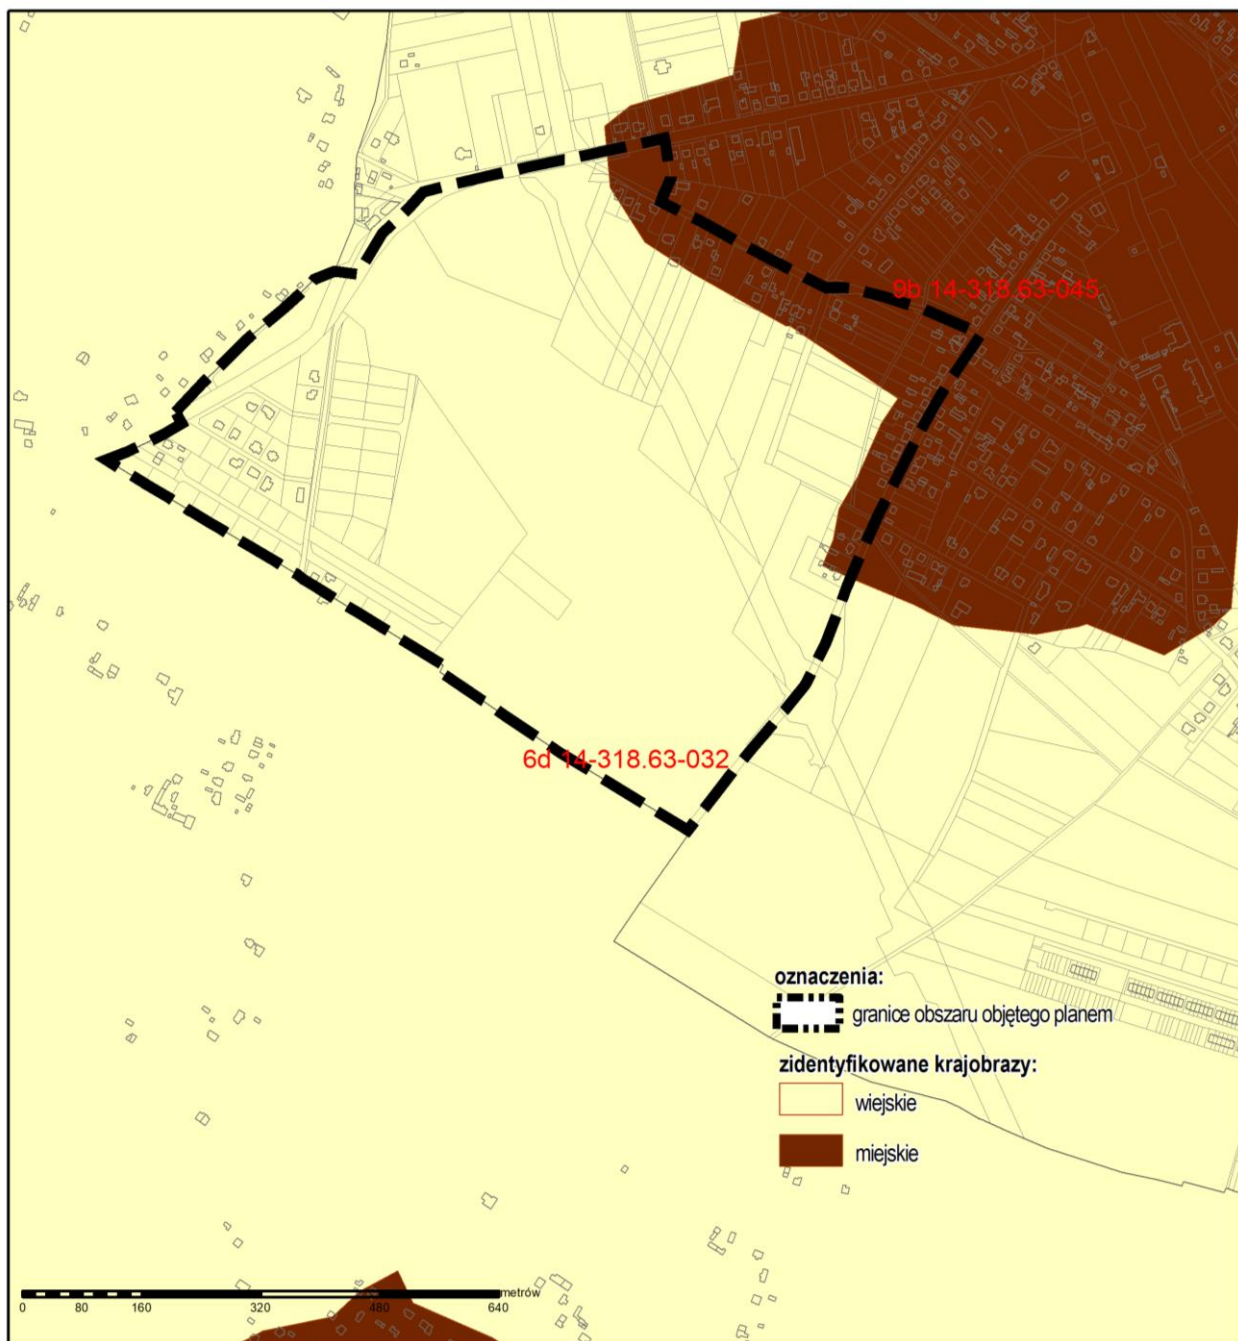 9b 14-318.63-045
6d 14-318.63-032
oznaczenia:
granice obszaru objętego planem
zidentyfikowane krajobrazy:
wiejskie
miejskie
metrów
0 80 160 320 480 640